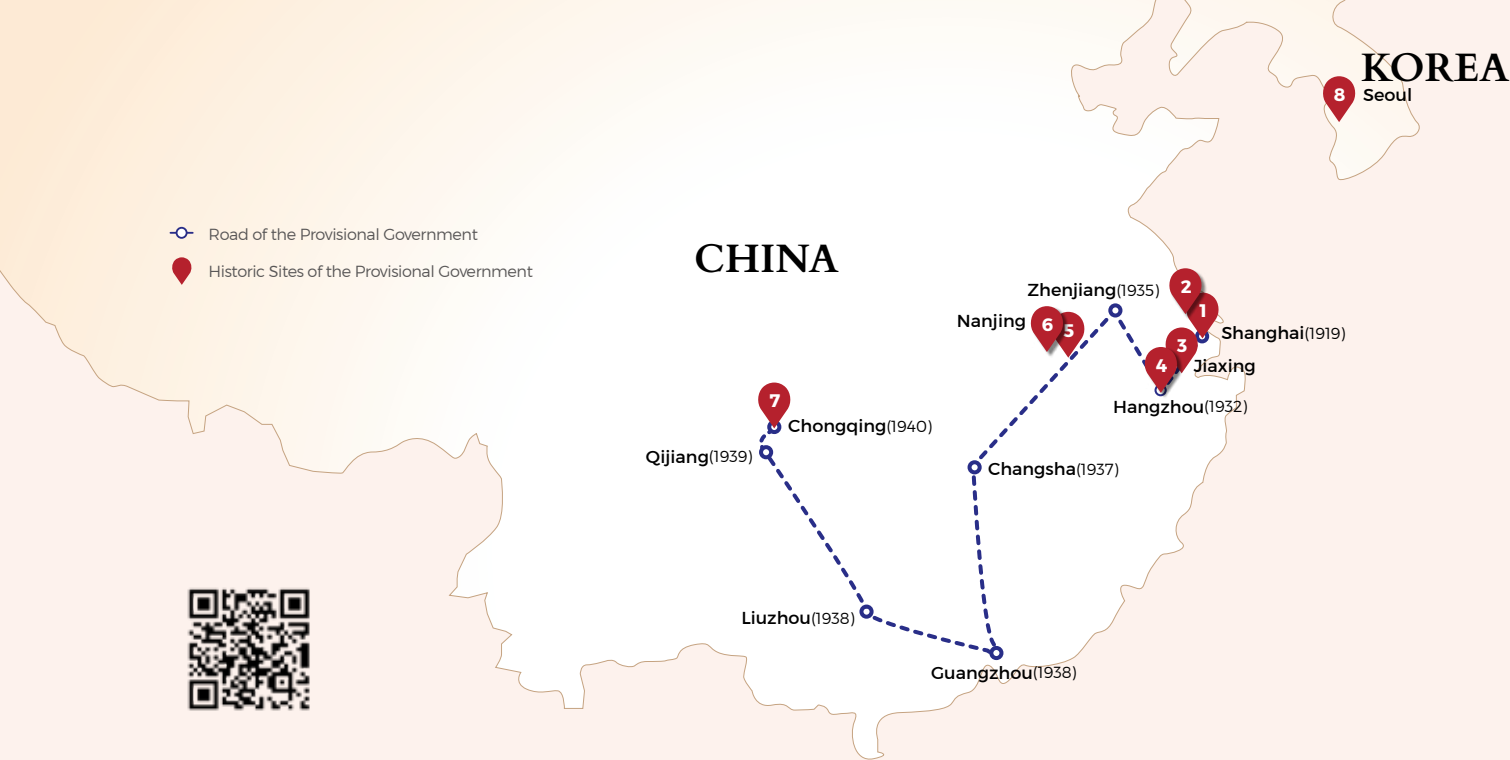 KOREA
8
Seoul
Road of the Provisional Government
Historic Sites of the Provisional Government
CHINA
Zhenjiang(1935)
2
1
Nanjing
6
5
Shanghai(1919)
3
4
Jiaxing
Hangzhou(1932)
7
Chongqing(1940)
Qijiang(1939)
Changsha(1937)
Liuzhou(1938)
Guangzhou(1938)